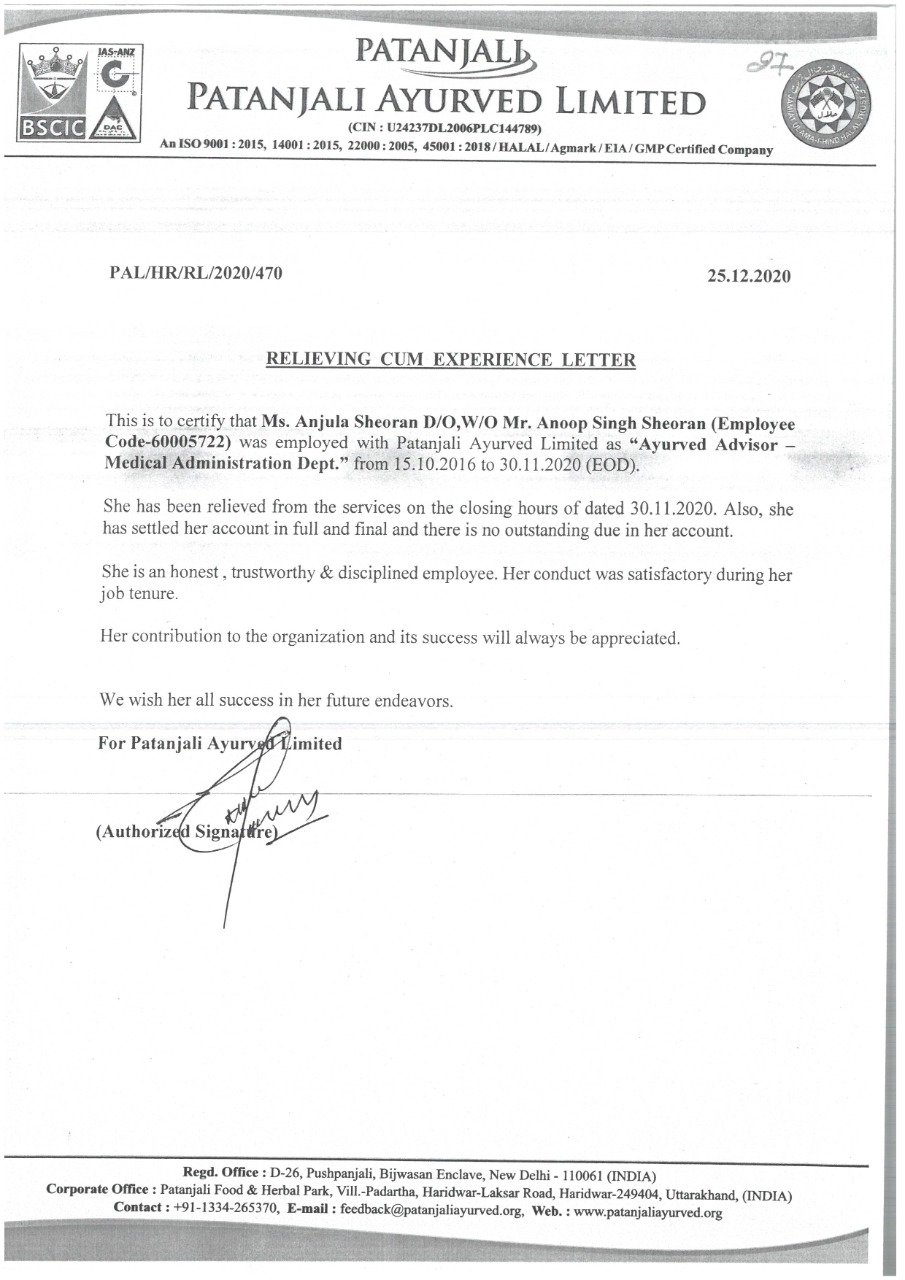 BSCIC
JAS-ANZ
C
DAC
PATANJALI
PATANJALI AYURVED LIMITED
(CIN : U24237DL2006PLC144789)
An ISO 9001 : 2015, 14001 : 2015, 22000 : 2005, 45001 : 2018 / HALAL / Agmark / EIA / GMP Certified Company
97
PAL/HR/RL/2020/470
25.12.2020
RELIEVING CUM EXPERIENCE LETTER
This is to certify that Ms. Anjula Sheoran D/O,W/O Mr. Anoop Singh Sheoran (Employee
Code-60005722) was employed with Patanjali Ayurved Limited as “Ayurved Advisor –
Medical Administration Dept.” from 15.10.2016 to 30.11.2020 (EOD).
She has been relieved from the services on the closing hours of dated 30.11.2020. Also, she
has settled her account in full and final and there is no outstanding due in her account.
She is an honest , trustworthy & disciplined employee. Her conduct was satisfactory during her
job tenure.
Her contribution to the organization and its success will always be appreciated.
We wish her all success in her future endeavors.
For Patanjali Ayurved Limited
(Authorized Signature)
Regd. Office : D-26, Pushpanjali, Bijwasan Enclave, New Delhi - 110061 (INDIA)
Corporate Office : Patanjali Food & Herbal Park, Vill.-Padartha, Haridwar-Laksar Road, Haridwar-249404, Uttarakhand, (INDIA)
Contact : +91-1334-265370, E-mail : feedback@patanjaliayurved.org, Web. : www.patanjaliayurved.org